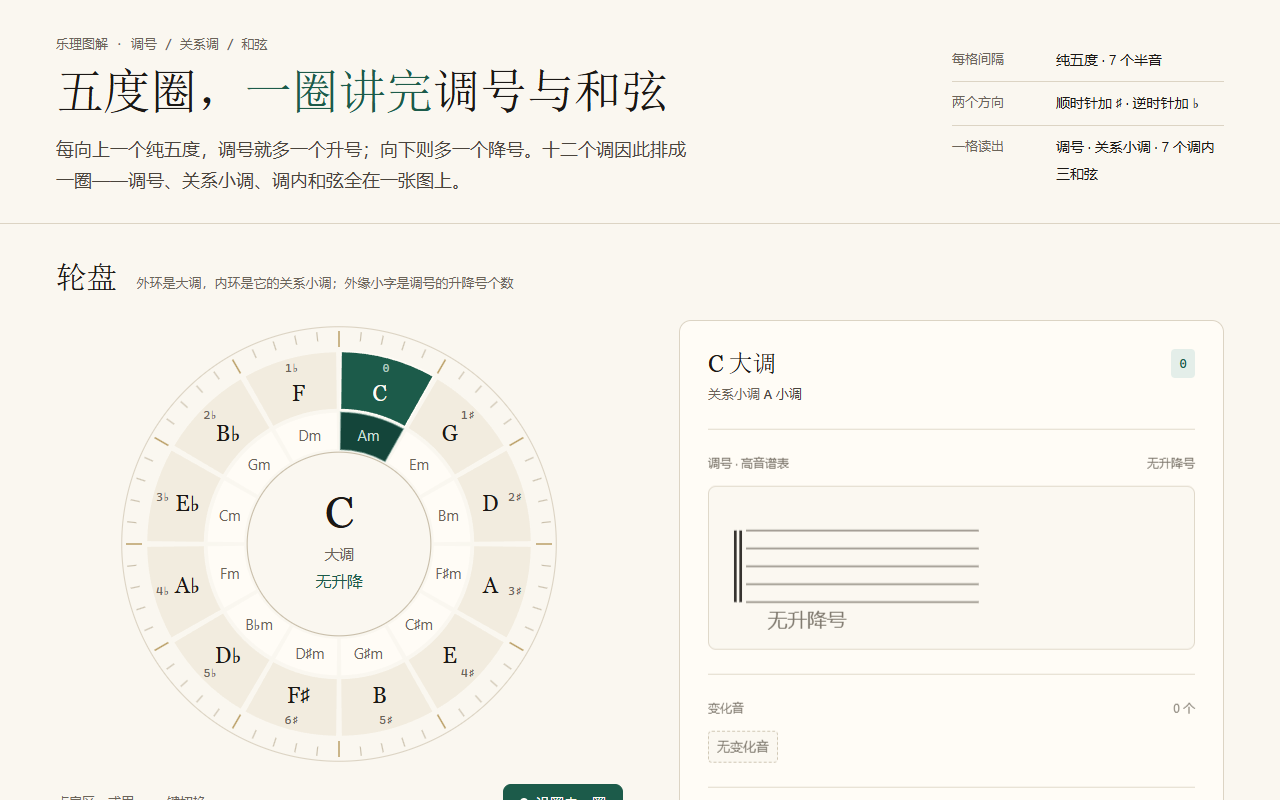 乐理图解 · 调号 / 关系调 / 和弦
五度圈，一圈讲完调号与和弦
每向上一个纯五度，调号就多一个升号；向下则多一个降号。十二个调因此排成
一圈——调号、关系小调、调内和弦全在一张图上。
每格间隔 纯五度 · 7 个半音
两个方向 顺时针加 ♯ · 逆时针加 ♭
一格读出 调号 · 关系小调 · 7 个调内
三和弦
轮盘 外环是大调，内环是它的关系小调；外缘小字是调号的升降号个数
0
C
Am
1♯
G
Em
2♯
D
Bm
3♯
A
F♯m
4♯
E
C♯m
5♯
B
G♯m
6♯
F♯
D♯m
5♭
D♭
B♭m
4♭
A♭
Fm
3♭
E♭
Cm
2♭
B♭
Gm
1♭
F
Dm
C
大调
无升降
C 大调
0
关系小调 A 小调
调号 · 高音谱表 无升降号
无升降号
变化音 0 个
无变化音